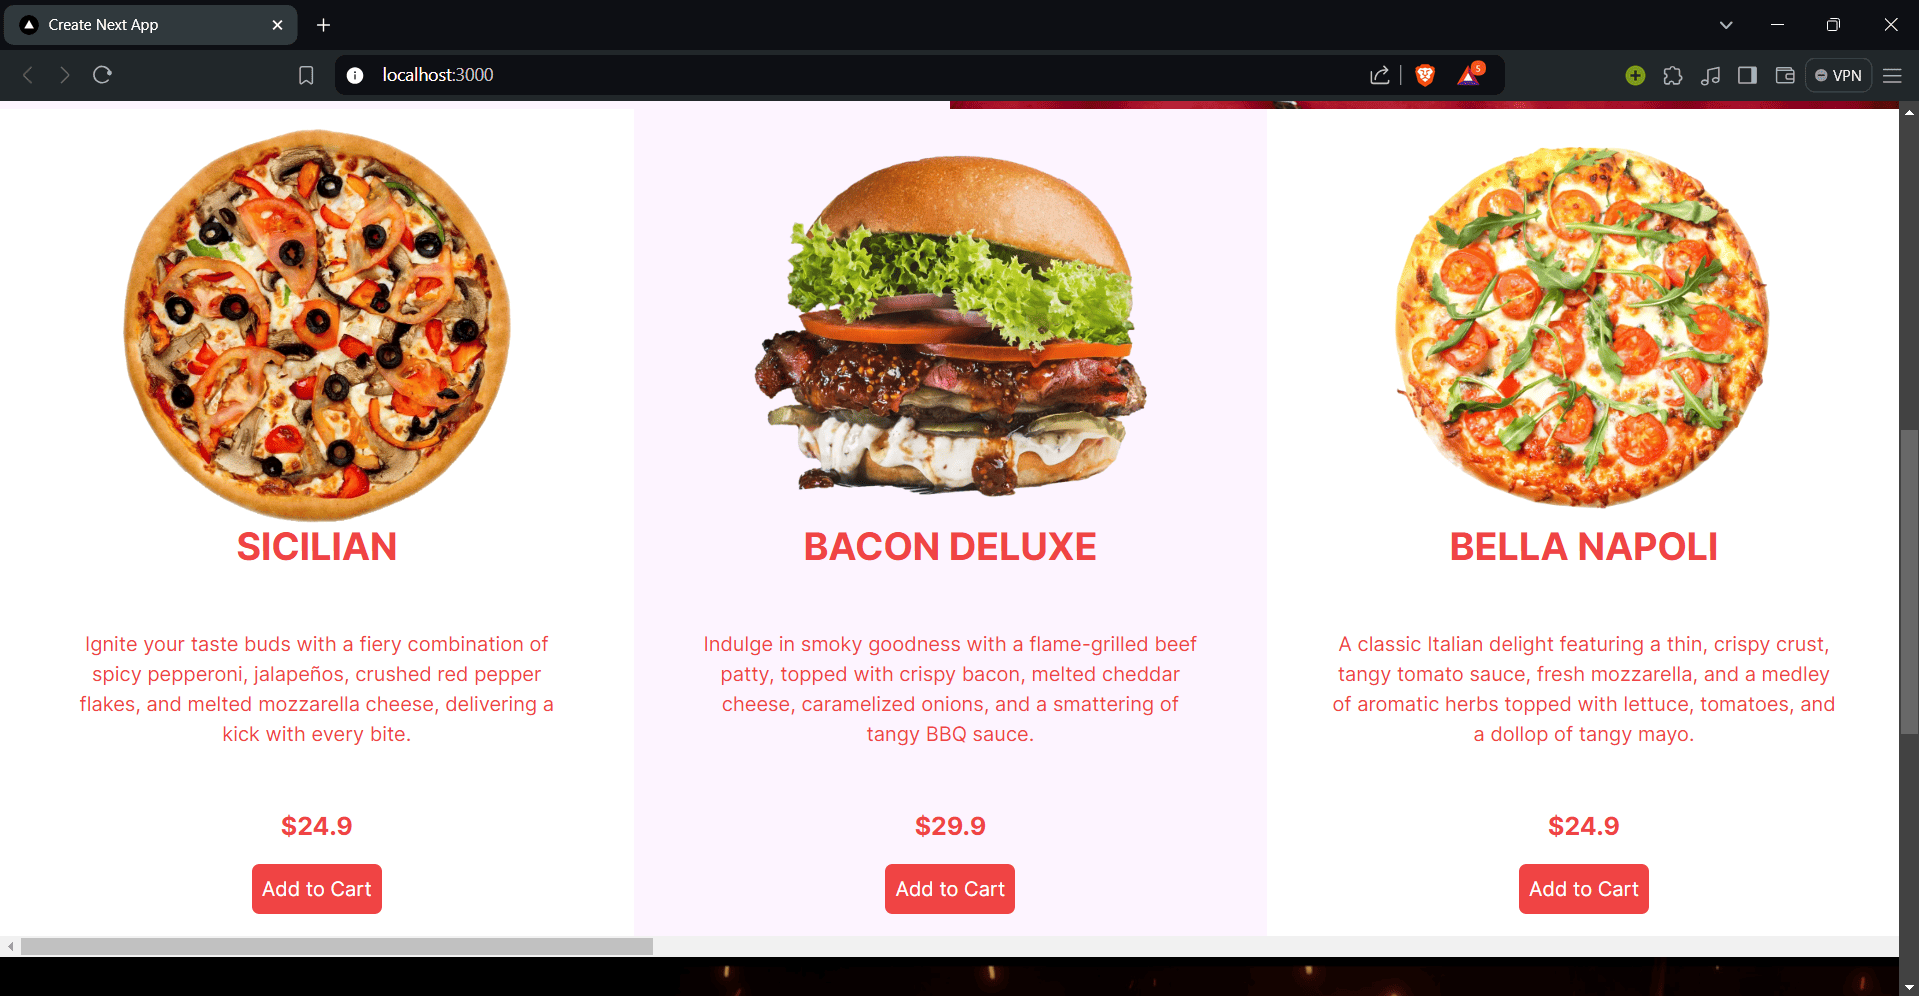 Create Next App
localhost:3000
5
VPN
SICILIAN
Ignite your taste buds with a fiery combination of
spicy pepperoni, jalapeños, crushed red pepper
flakes, and melted mozzarella cheese, delivering a
kick with every bite.
$24.9
Add to Cart
BACON DELUXE
Indulge in smoky goodness with a flame-grilled beef
patty, topped with crispy bacon, melted cheddar
cheese, caramelized onions, and a smattering of
tangy BBQ sauce.
$29.9
Add to Cart
BELLA NAPOLI
A classic Italian delight featuring a thin, crispy crust,
tangy tomato sauce, fresh mozzarella, and a medley
of aromatic herbs topped with lettuce, tomatoes, and
a dollop of tangy mayo.
$24.9
Add to Cart